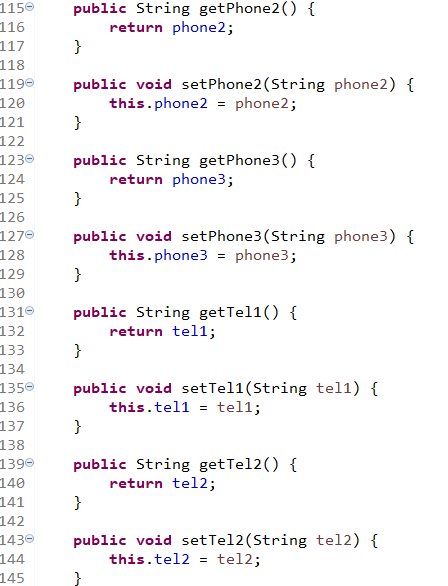 115 public String getPhone2() {
116 return phone2;
117 }
118
119 public void setPhone2(String phone2) {
120 this.phone2 = phone2;
121 }
122
123 public String getPhone3() {
124 return phone3;
125 }
126
127 public void setPhone3(String phone3) {
128 this.phone3 = phone3;
129 }
130
131 public String getTel1() {
132 return tel1;
133 }
134
135 public void setTel1(String tel1) {
136 this.tel1 = tel1;
137 }
138
139 public String getTel2() {
140 return tel2;
141 }
142
143 public void setTel2(String tel2) {
144 this.tel2 = tel2;
145 }